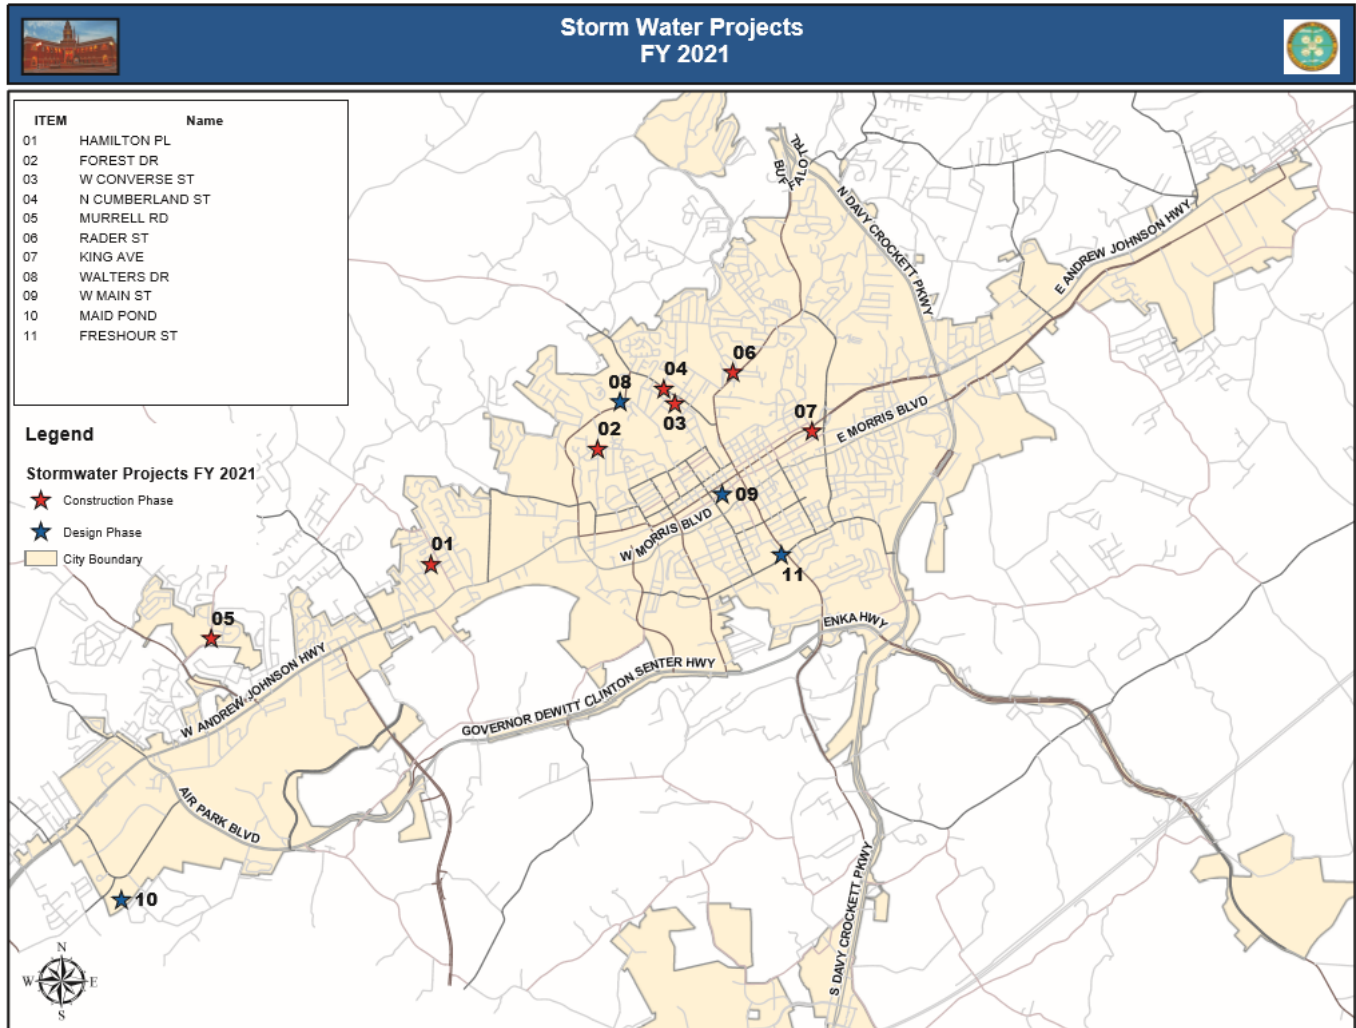 Storm Water Projects
FY 2021
ITEM Name
01 HAMILTON PL
02 FOREST DR
03 W CONVERSE ST
04 N CUMBERLAND ST
05 MURRELL RD
06 RADER ST
07 KING AVE
08 WALTERS DR
09 W MAIN ST
10 MAID POND
11 FRESHOUR ST
Legend
Stormwater Projects FY 2021
Construction Phase
Design Phase
City Boundary
BUFFALO TRL
N DAVY CROCKETT PKWY
E ANDREW JOHNSON HWY
06
04
08
03
07
02
E MORRIS BLVD
09
W MORRIS BLVD
01
11
05
ENKA HWY
W ANDREW JOHNSON HWY
GOVERNOR DEWITT CLINTON SENTER HWY
AIR PARK BLVD
10
S DAVY CROCKETT PKWY
N
W E
S